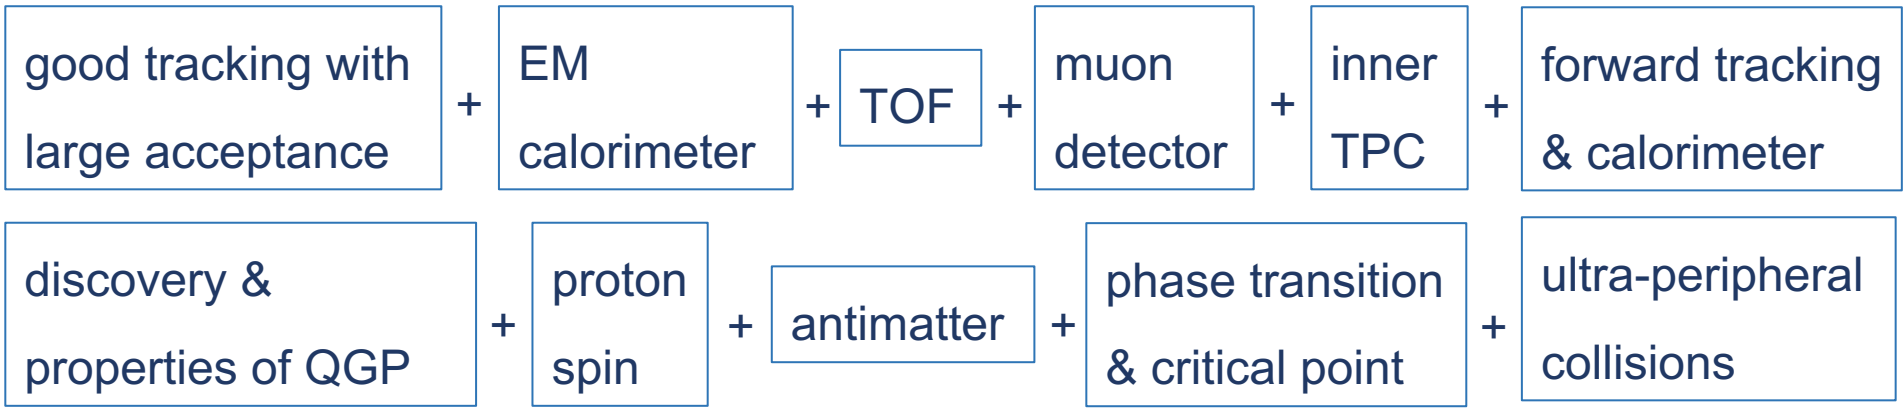 good tracking with
large acceptance
+
EM
calorimeter
+
TOF
+
muon
detector
+
inner
TPC
+
forward tracking
& calorimeter
discovery &
properties of QGP
+
proton
spin
+
antimatter
+
phase transition
& critical point
+
ultra-peripheral
collisions